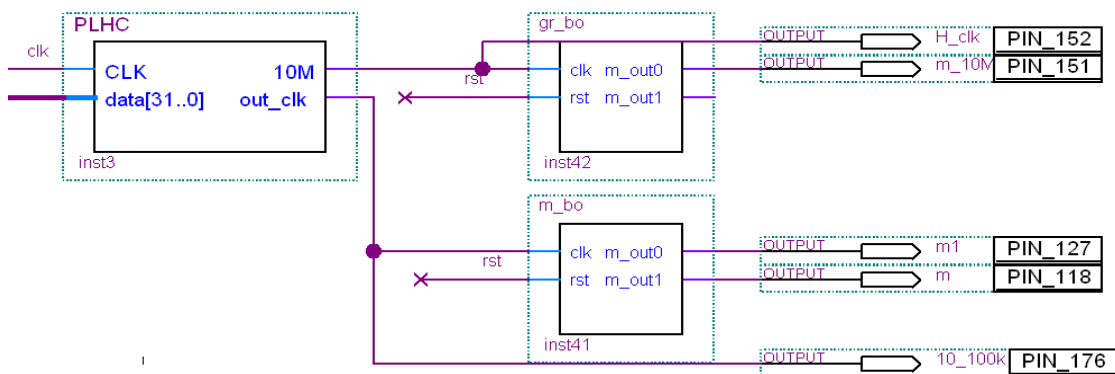 PLHC
clk
CLK 10M
data[31..0] out_clk
inst3
gr_bo
rst
clk m_out0
rst m_out1
inst42
OUTPUT H_clk PIN_152
OUTPUT m_10M PIN_151
m_bo
rst
clk m_out0
rst m_out1
inst41
OUTPUT m1 PIN_127
OUTPUT m PIN_118
OUTPUT 10_100k PIN_176